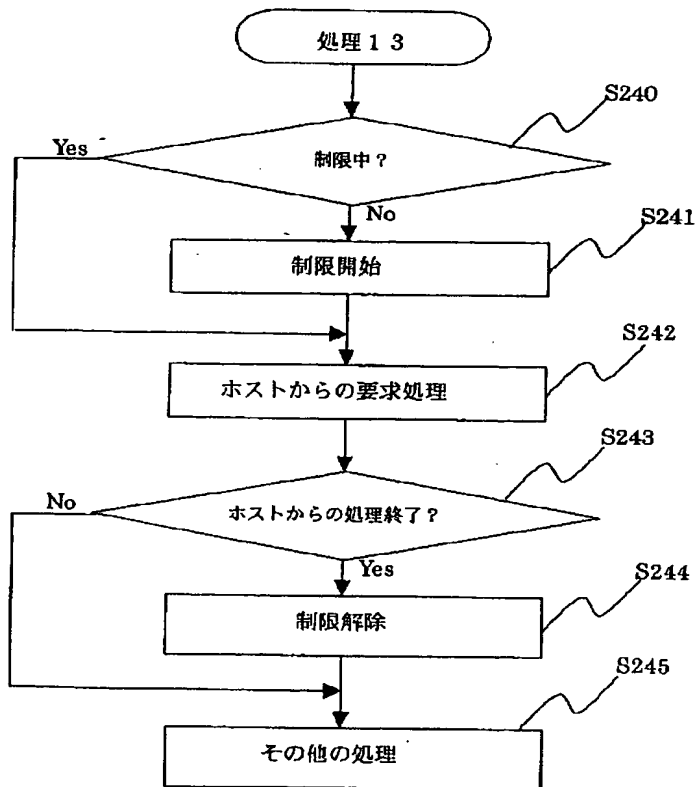 処理１３
S240
Yes
制限中？
No
S241
制限開始
S242
ホストからの要求処理
S243
No
ホストからの処理終了？
Yes
S244
制限解除
S245
その他の処理